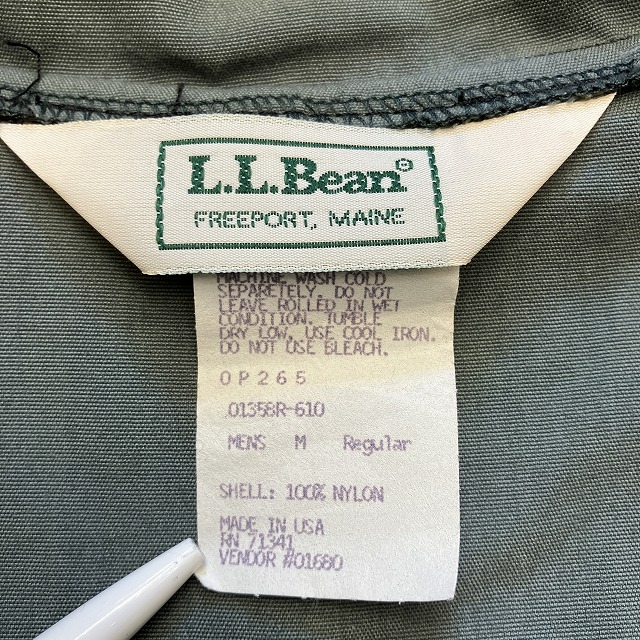 L.L.Bean®
FREEPORT, MAINE
MACHINE WASH COLD
SEPARETELY. DO NOT
LEAVE ROLLED IN WET
CONDITION. TUMBLE
DRY LOW. USE COOL IRON.
DO NOT USE BLEACH.
OP265
01358R-610
MENS M Regular
SHELL: 100% NYLON
MADE IN USA
RN 71341
VENDOR #01680